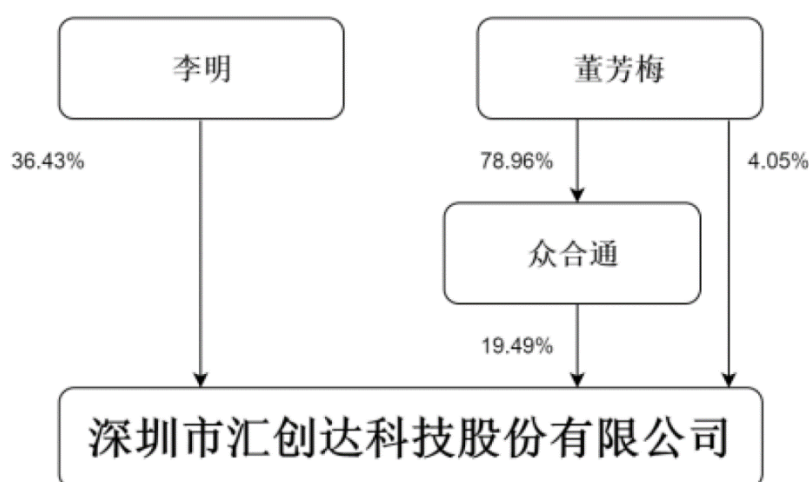 李明
董芳梅
36.43%
78.96%
4.05%
众合通
19.49%
深圳市汇创达科技股份有限公司